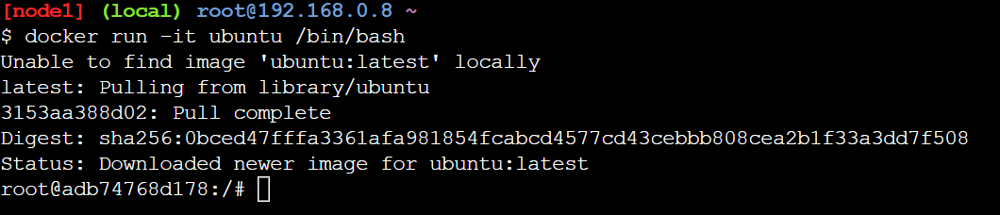 [node1] (local) root@192.168.0.8 ~
$ docker run -it ubuntu /bin/bash
Unable to find image 'ubuntu:latest' locally
latest: Pulling from library/ubuntu
3153aa388d02: Pull complete
Digest: sha256:0bced47fffa3361afa981854fcabcd4577cd43cebbb808cea2b1f33a3dd7f508
Status: Downloaded newer image for ubuntu:latest
root@adb74768d178:/#